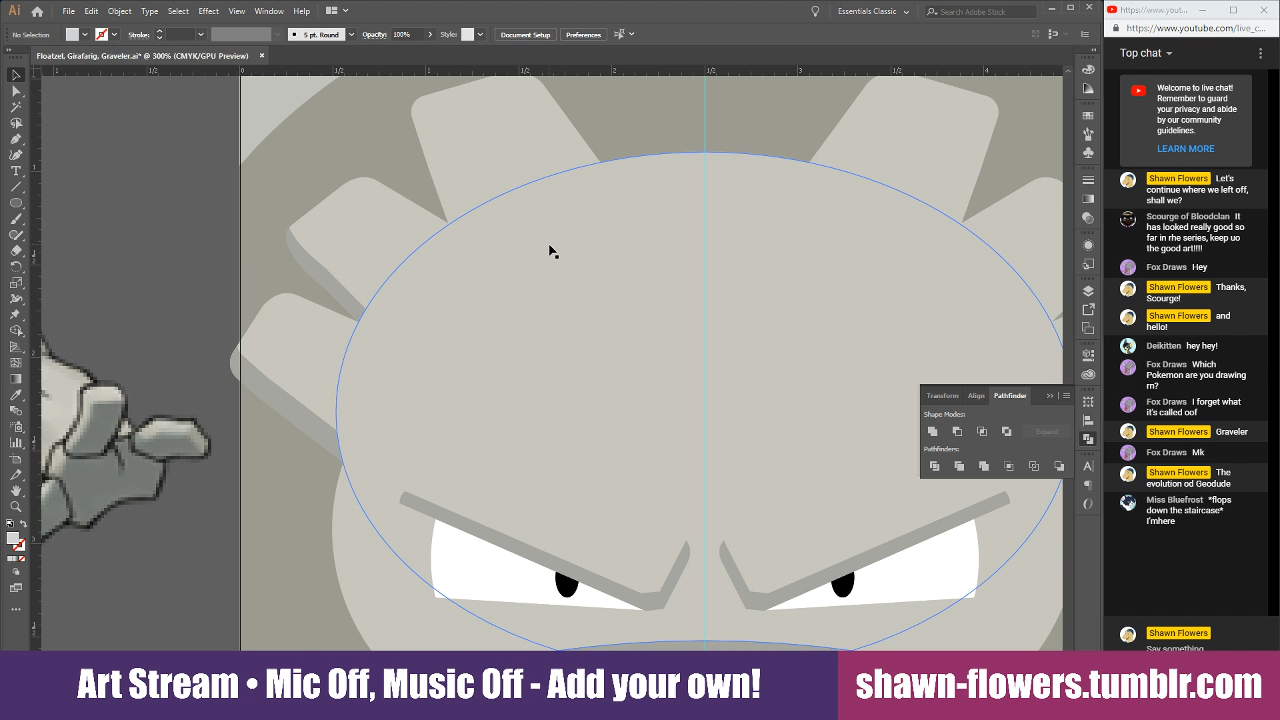 Ai File Edit Object Type Select Effect View Window Help Essentials Classic Search Adobe Stock
https://www.yout...
https://www.youtube.com/live_c...
No Selection Stroke: 5 pt. Round Opacity: 100% Style: Document Setup Preferences
Floatzel, Girafarig, Graveler.ai* @ 300% (CMYK/GPU Preview)
Top chat
Welcome to live chat!
Remember to guard
your privacy and abide
by our community
guidelines.
LEARN MORE
Shawn Flowers Let's
continue where we left off,
shall we?
Scourge of Bloodclan It
has looked really good so
far in rhe series, keep uo
the good art!!!!
Fox Draws Hey
Shawn Flowers Thanks,
Scourge!
Shawn Flowers and
hello!
Deikitten hey hey!
Fox Draws Which
Pokemon are you drawing
rn?
Fox Draws I forget what
it's called oof
Shawn Flowers Graveler
Fox Draws Mk
Shawn Flowers The
evolution od Geodude
Miss Bluefrost *flops
down the staircase*
I'mhere
Shawn Flowers
Say something...
Transform Align Pathfinder
Shape Modes:
Expand
Pathfinders:
Art Stream • Mic Off, Music Off - Add your own!
shawn-flowers.tumblr.com